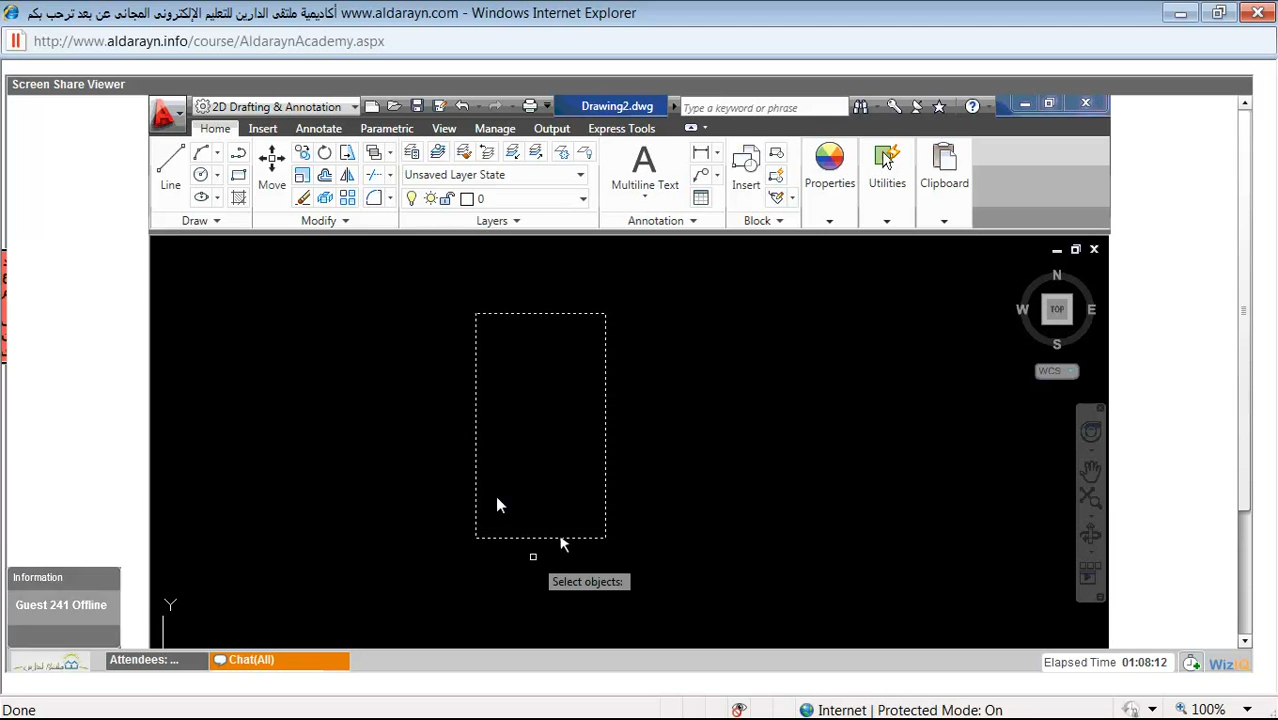 أكاديمية ملتقى الدارين للتعليم الإلكترونى المجانى عن بعد ترحب بكم www.aldarayn.com - Windows Internet Explorer
http://www.aldarayn.info/course/AldaraynAcademy.aspx
Screen Share Viewer
2D Drafting & Annotation
Drawing2.dwg
Type a keyword or phrase
Home Insert Annotate Parametric View Manage Output Express Tools
Line
Move
Unsaved Layer State
0
A
Multiline Text
Insert
Properties
Utilities
Clipboard
Draw Modify Layers Annotation Block
N
W TOP E
S
WCS
Select objects:
Information
Guest 241 Offline
Y
Attendees: ...
Chat(All)
Elapsed Time 01:08:12
WizIQ
Done
Internet | Protected Mode: On
100%